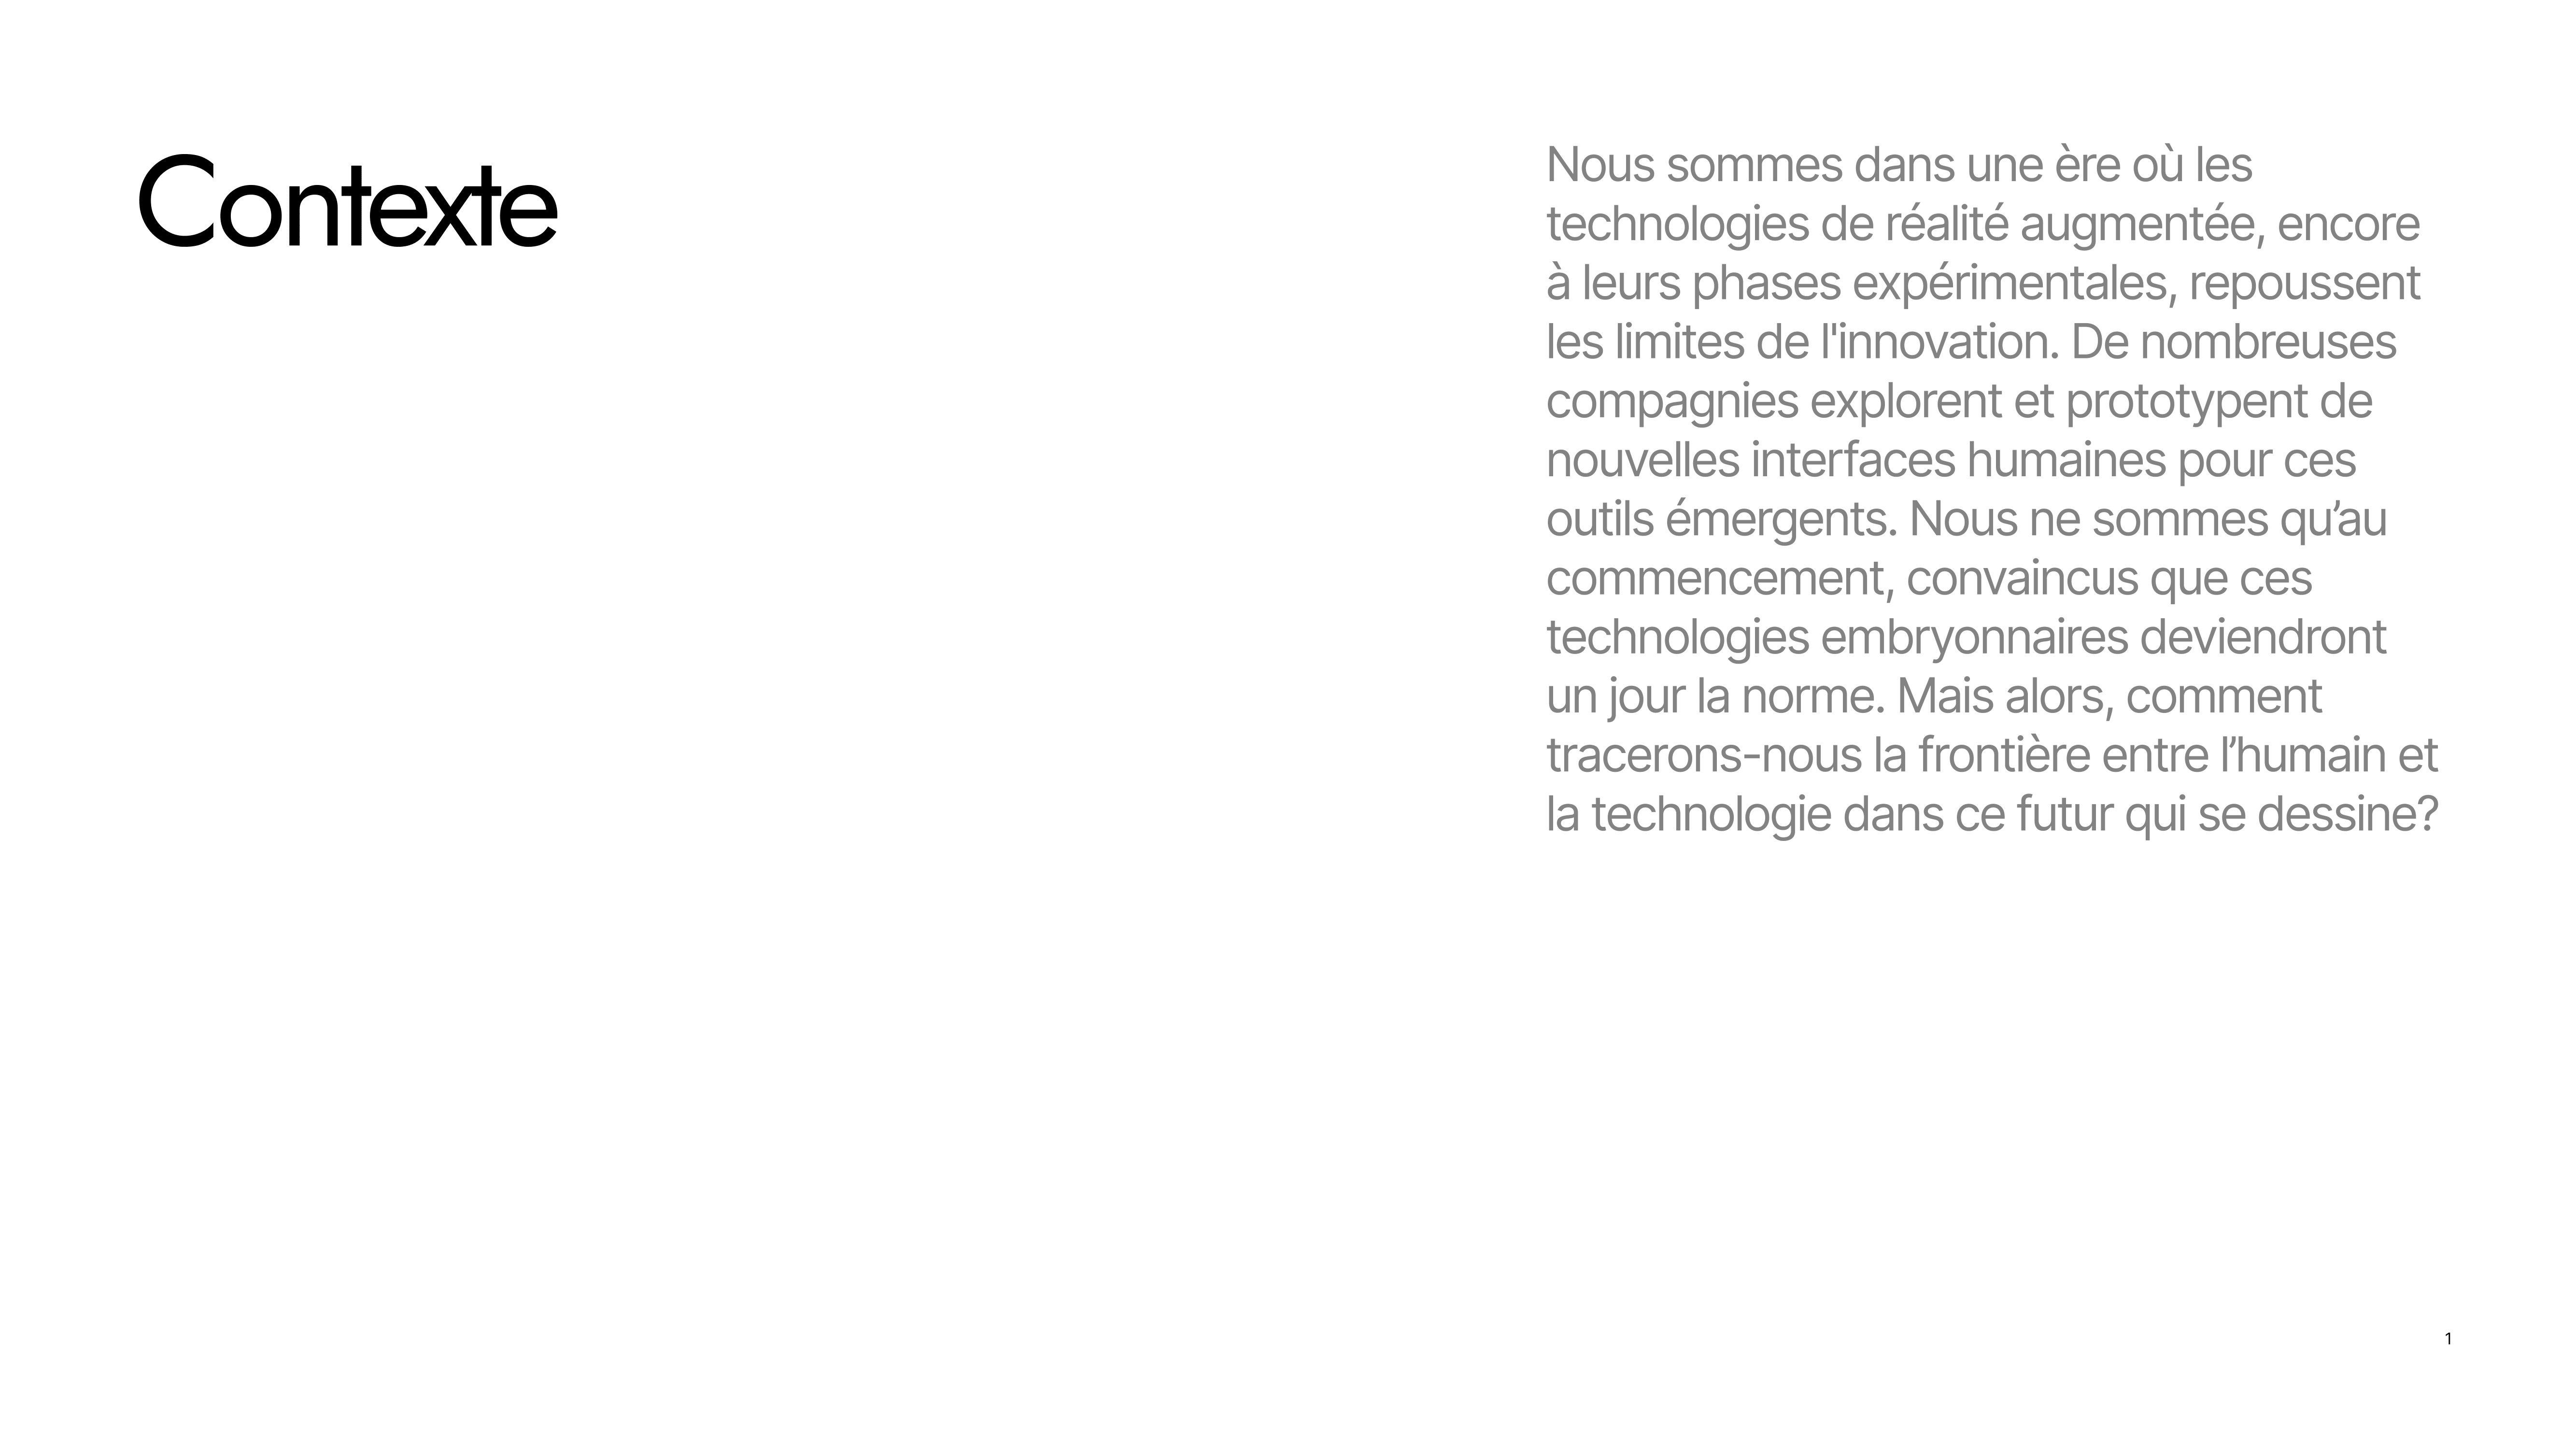 Contexte
Nous sommes dans une ère où les
technologies de réalité augmentée, encore
à leurs phases expérimentales, repoussent
les limites de l'innovation. De nombreuses
compagnies explorent et prototypent de
nouvelles interfaces humaines pour ces
outils émergents. Nous ne sommes qu’au
commencement, convaincus que ces
technologies embryonnaires deviendront
un jour la norme. Mais alors, comment
tracerons-nous la frontière entre l’humain et
la technologie dans ce futur qui se dessine?
1